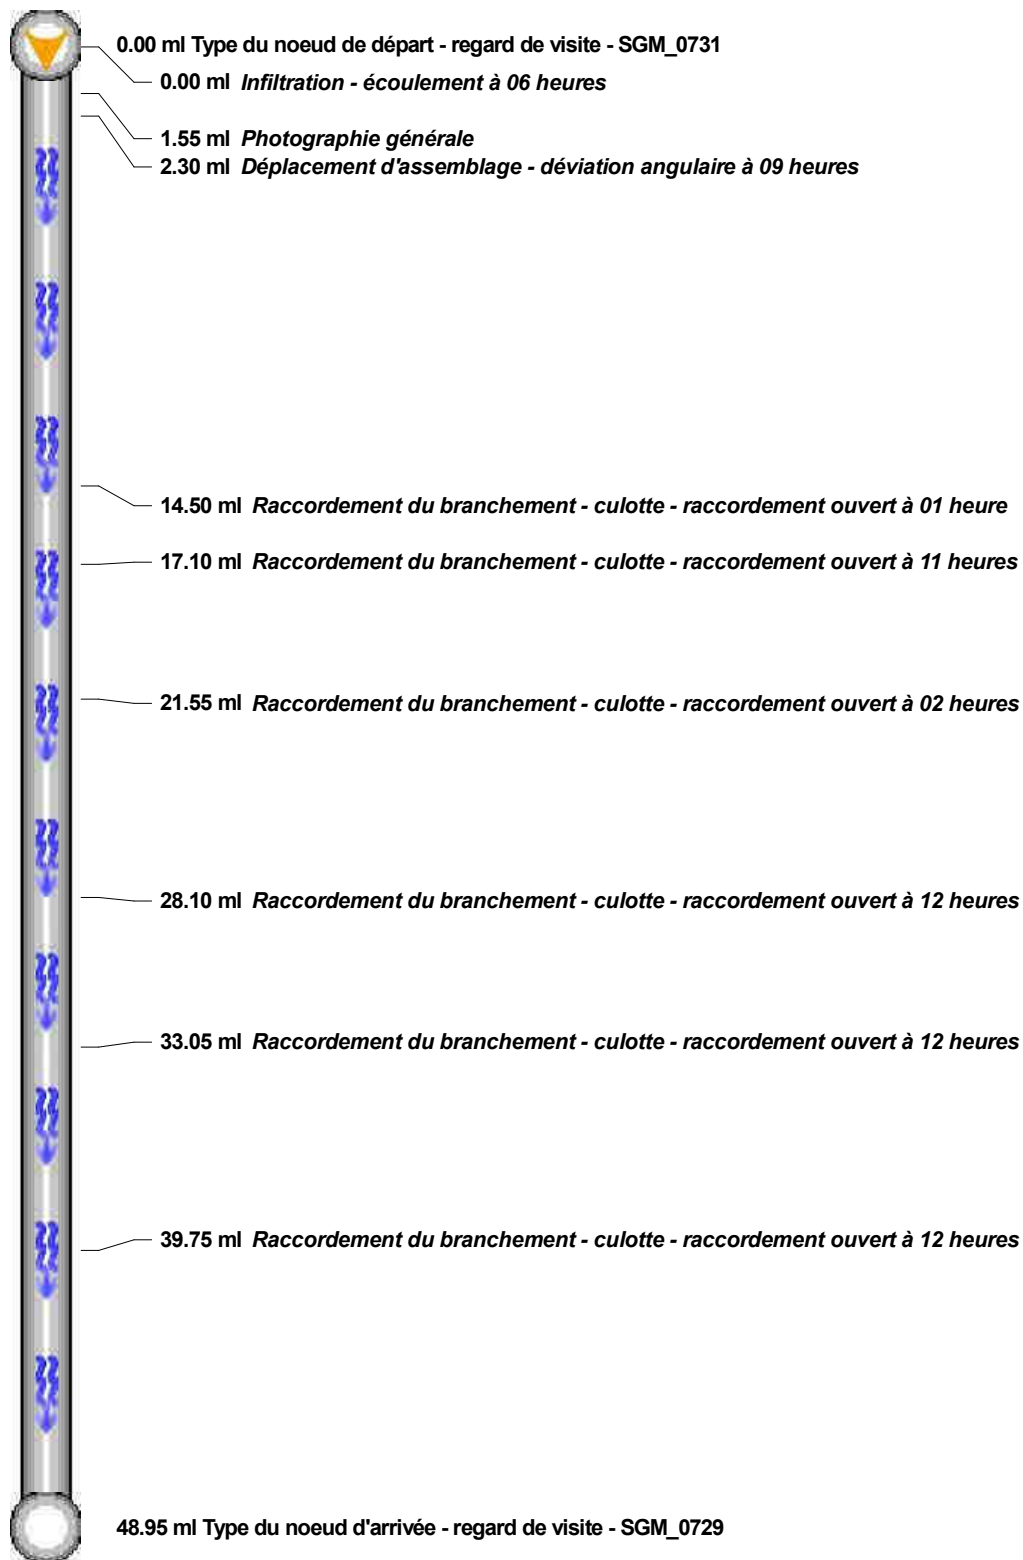 0.00 ml Type du noeud de départ - regard de visite - SGM_0731
0.00 ml Infiltration - écoulement à 06 heures
1.55 ml Photographie générale
2.30 ml Déplacement d'assemblage - déviation angulaire à 09 heures
14.50 ml Raccordement du branchement - culotte - raccordement ouvert à 01 heure
17.10 ml Raccordement du branchement - culotte - raccordement ouvert à 11 heures
21.55 ml Raccordement du branchement - culotte - raccordement ouvert à 02 heures
28.10 ml Raccordement du branchement - culotte - raccordement ouvert à 12 heures
33.05 ml Raccordement du branchement - culotte - raccordement ouvert à 12 heures
39.75 ml Raccordement du branchement - culotte - raccordement ouvert à 12 heures
48.95 ml Type du noeud d'arrivée - regard de visite - SGM_0729